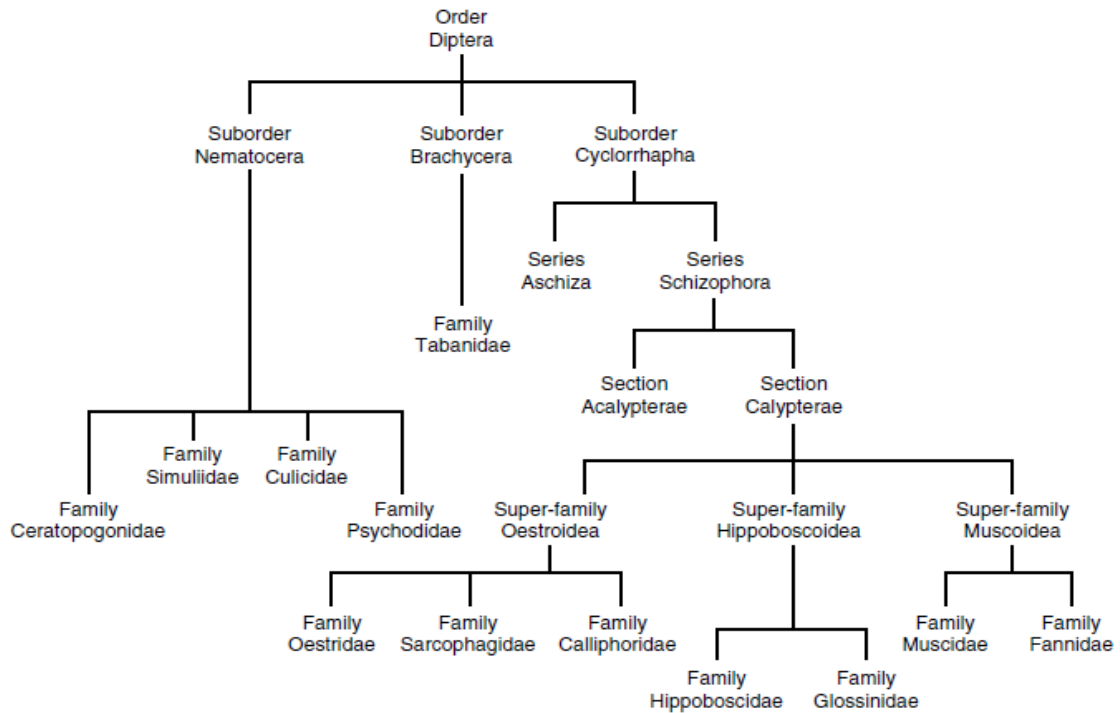 Order
Diptera
Suborder
Nematocera
Suborder
Brachycera
Suborder
Cyclorrhapha
Series
Aschiza
Series
Schizophora
Family
Tabanidae
Section
Acalypterae
Section
Calypterae
Family
Simuliidae
Family
Culicidae
Family
Ceratopogonidae
Family
Psychodidae
Super-family
Oestroidea
Super-family
Hippoboscoidea
Super-family
Muscoidea
Family
Oestridae
Family
Sarcophagidae
Family
Calliphoridae
Family
Muscidae
Family
Fannidae
Family
Hippoboscidae
Family
Glossinidae